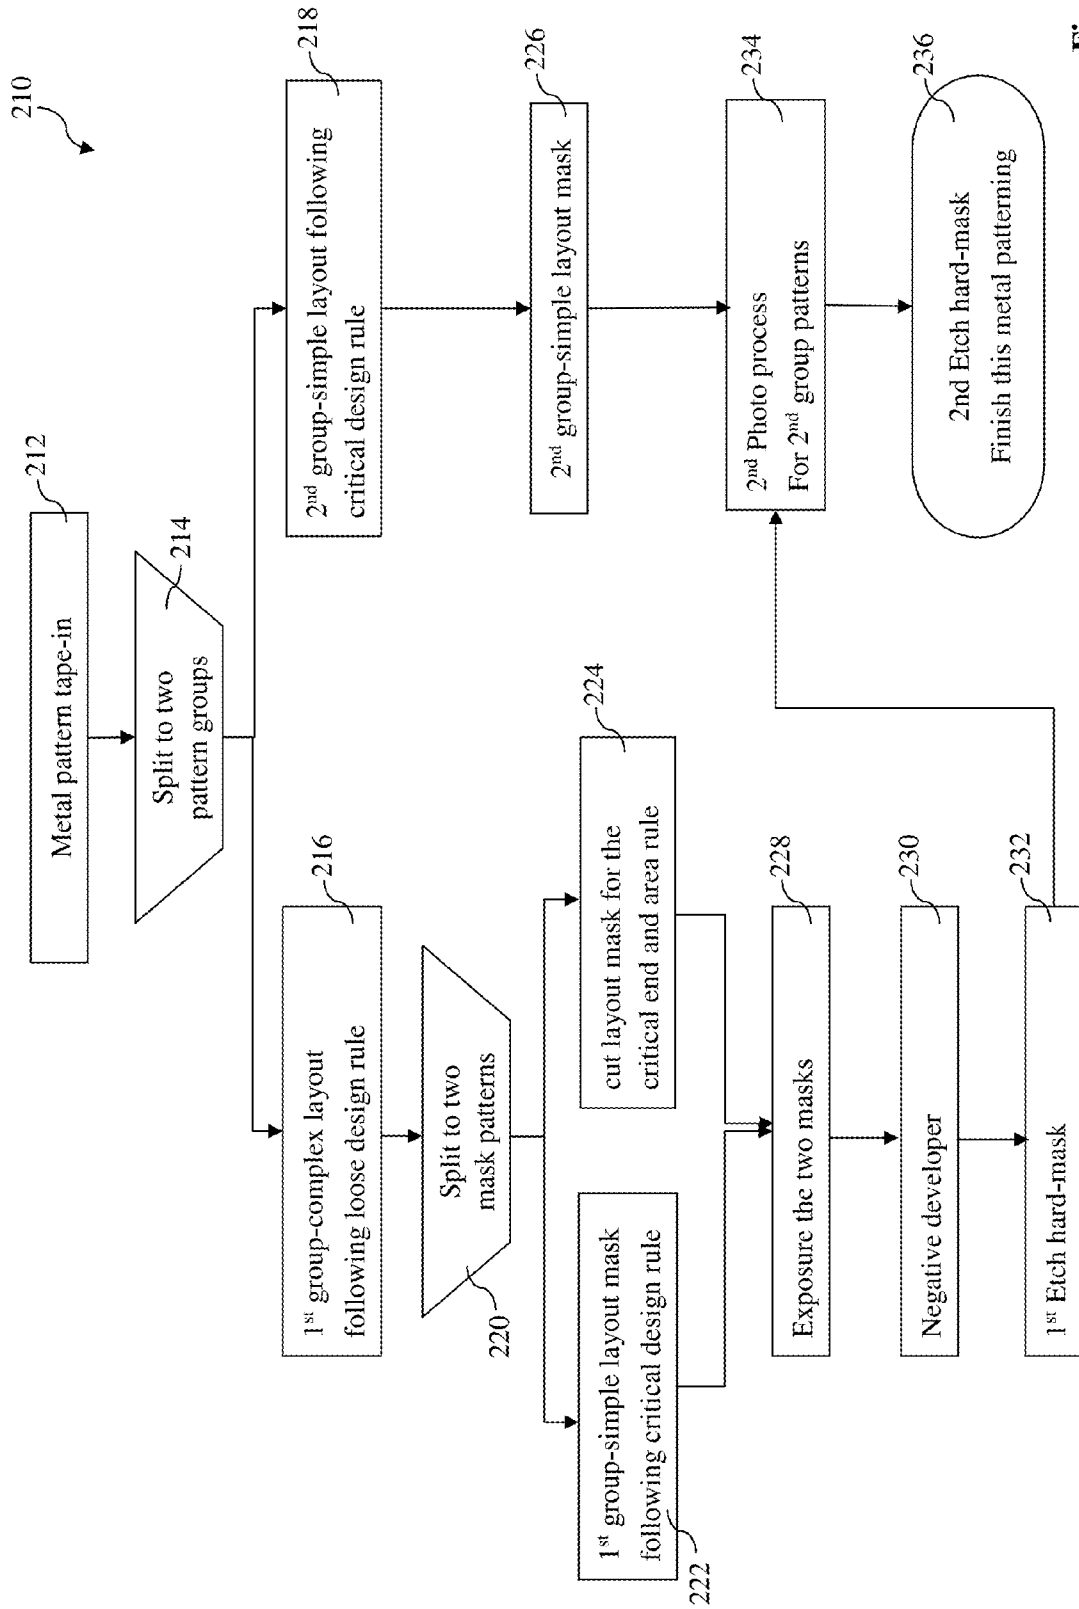 210
212
Metal pattern tape-in
214
Split to two
pattern groups
216
1st group-complex layout
following loose design rule
218
2nd group-simple layout following
critical design rule
220
Split to two
mask patterns
222
1st group-simple layout mask
following critical design rule
224
cut layout mask for the
critical end and area rule
226
2nd group-simple layout mask
228
Exposure the two masks
230
Negative developer
232
1st Etch hard-mask
234
2nd Photo process
For 2nd group patterns
236
2nd Etch hard-mask
Finish this metal patterning